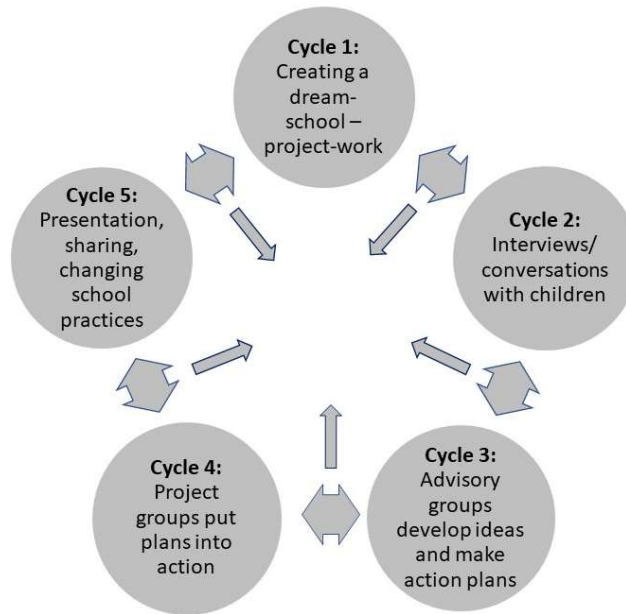 Cycle 1:
Creating a
dream-
school –
project-work
Cycle 2:
Interviews/
conversations
with children
Cycle 3:
Advisory
groups
develop ideas
and make
action plans
Cycle 4:
Project
groups put
plans into
action
Cycle 5:
Presentation,
sharing,
changing
school
practices